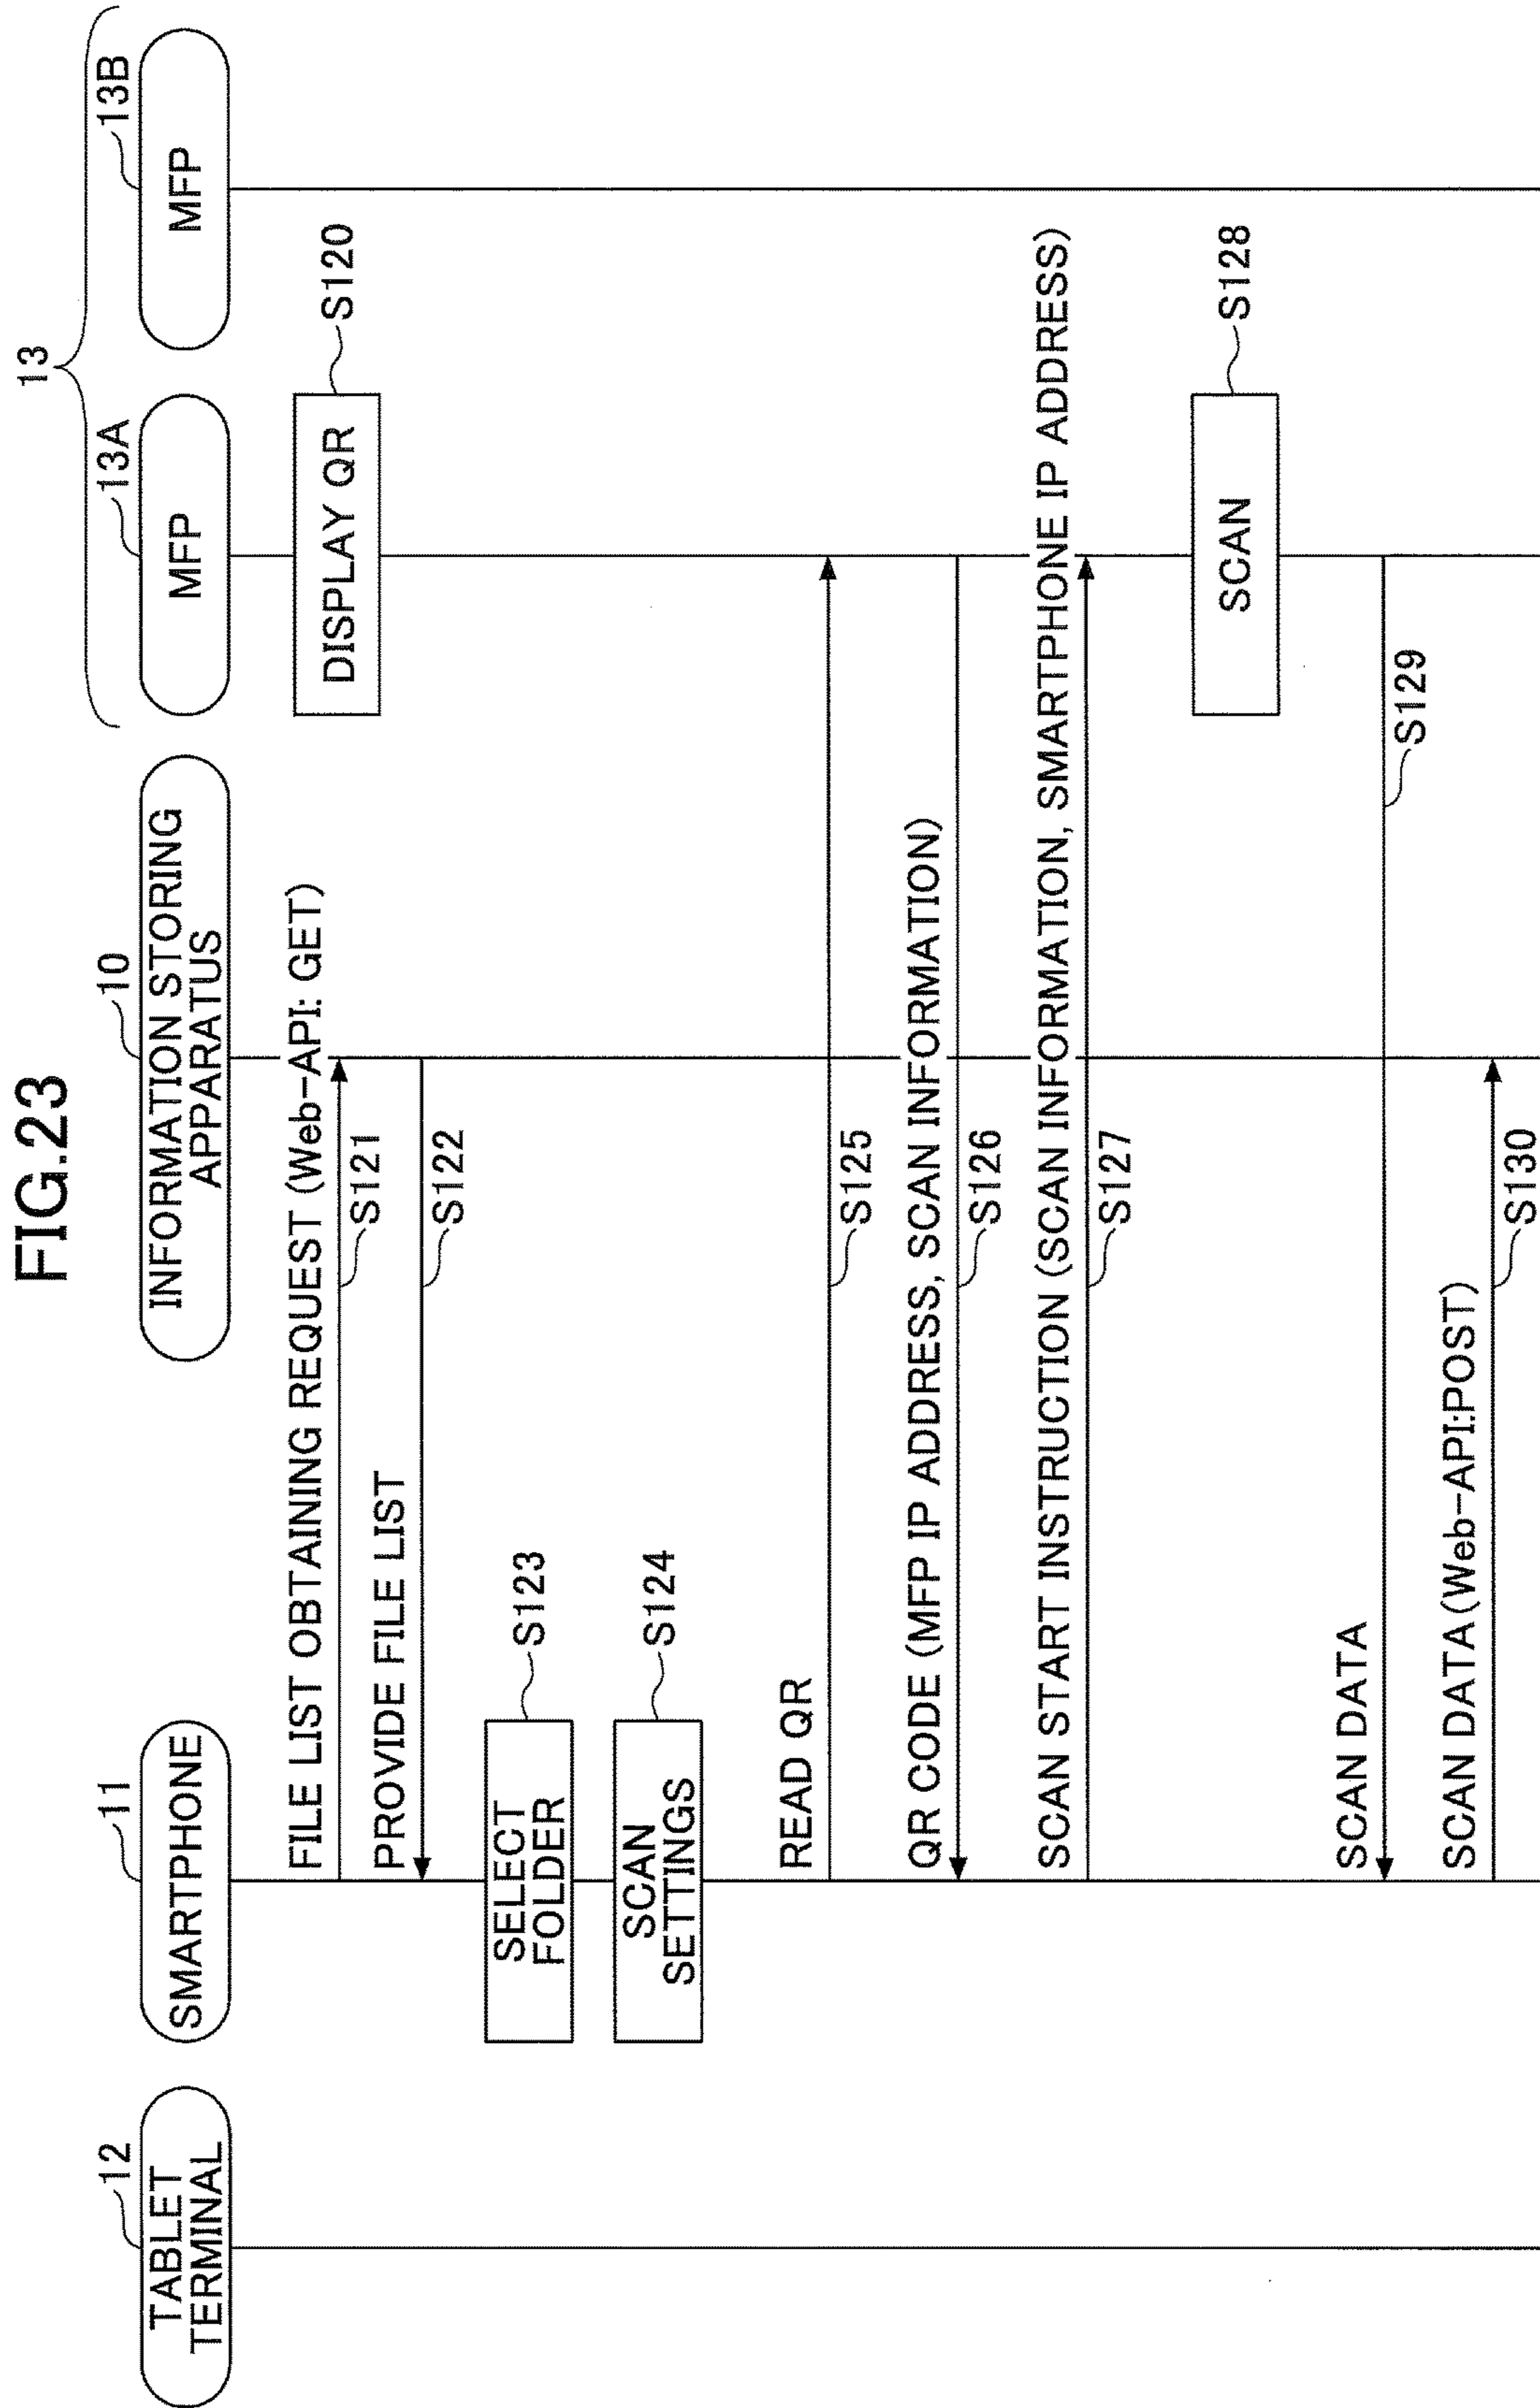 FIG.23
12
11
10
13
13A
13B
TABLET
TERMINAL
SMARTPHONE
INFORMATION STORING
APPARATUS
MFP
MFP
DISPLAY QR
S120
FILE LIST OBTAINING REQUEST (Web-API: GET)
S121
PROVIDE FILE LIST
S122
SELECT
FOLDER
S123
SCAN
SETTINGS
S124
READ QR
S125
QR CODE (MFP IP ADDRESS, SCAN INFORMATION)
S126
SCAN START INSTRUCTION (SCAN INFORMATION, SMARTPHONE IP ADDRESS)
S127
SCAN
S128
SCAN DATA
S129
SCAN DATA(Web-API:POST)
S130